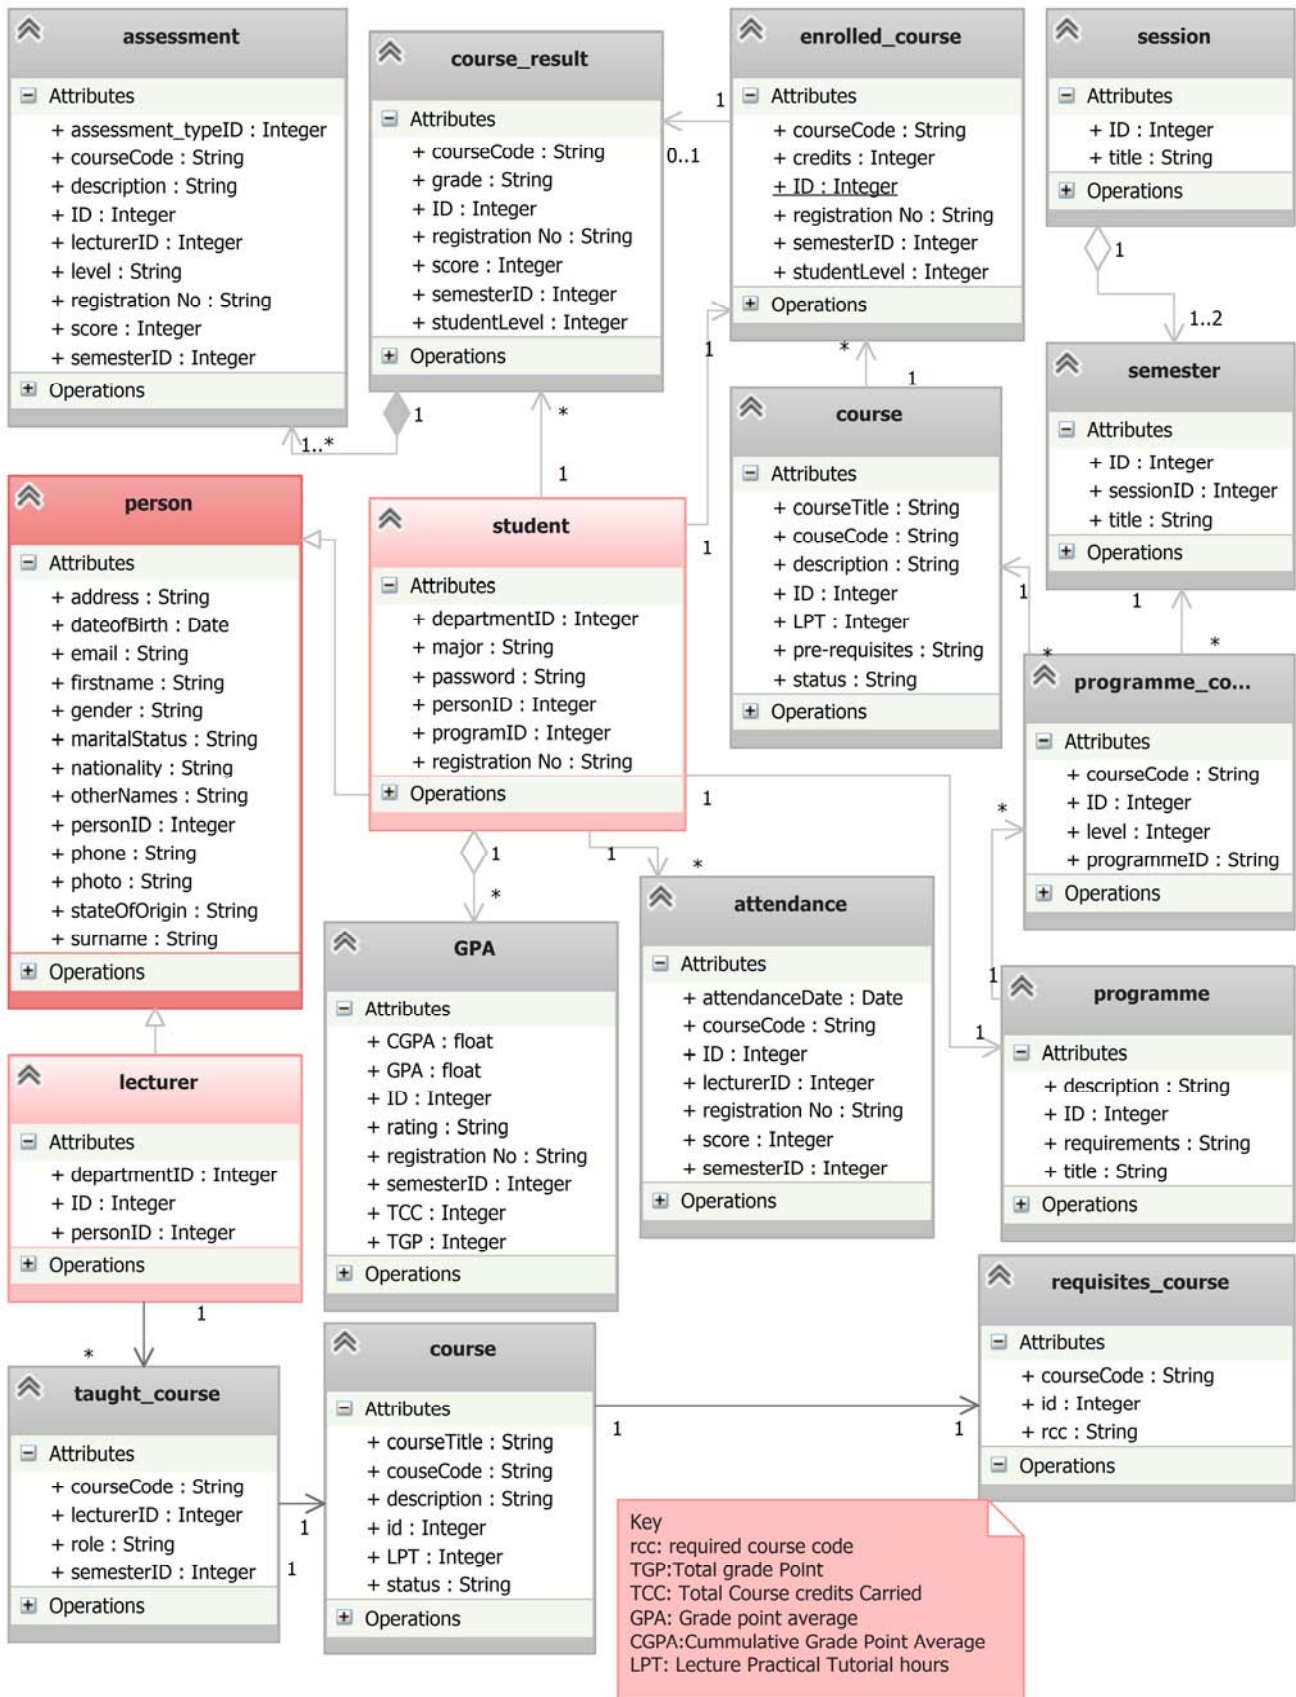 assessment
Attributes
+ assessment_typeID : Integer
+ courseCode : String
+ description : String
+ ID : Integer
+ lecturerID : Integer
+ level : String
+ registration No : String
+ score : Integer
+ semesterID : Integer
Operations
course_result
Attributes
+ courseCode : String
+ grade : String
+ ID : Integer
+ registration No : String
+ score : Integer
+ semesterID : Integer
+ studentLevel : Integer
Operations
1
0..1
enrolled_course
Attributes
+ courseCode : String
+ credits : Integer
+ ID : Integer
+ registration No : String
+ semesterID : Integer
+ studentLevel : Integer
Operations
session
Attributes
+ ID : Integer
+ title : String
Operations
1
1..2
1
1..*
*
1
1
1
*
1
person
Attributes
+ address : String
+ dateofBirth : Date
+ email : String
+ firstname : String
+ gender : String
+ maritalStatus : String
+ nationality : String
+ otherNames : String
+ personID : Integer
+ phone : String
+ photo : String
+ stateOfOrigin : String
+ surname : String
Operations
student
Attributes
+ departmentID : Integer
+ major : String
+ password : String
+ personID : Integer
+ programID : Integer
+ registration No : String
Operations
course
Attributes
+ courseTitle : String
+ couseCode : String
+ description : String
+ ID : Integer
+ LPT : Integer
+ pre-requisites : String
+ status : String
Operations
semester
Attributes
+ ID : Integer
+ sessionID : Integer
+ title : String
Operations
1
1
*
*
programme_co...
Attributes
+ courseCode : String
+ ID : Integer
+ level : Integer
+ programmeID : String
Operations
1
*
1
*
1
*
1
1
GPA
Attributes
+ CGPA : float
+ GPA : float
+ ID : Integer
+ rating : String
+ registration No : String
+ semesterID : Integer
+ TCC : Integer
+ TGP : Integer
Operations
attendance
Attributes
+ attendanceDate : Date
+ courseCode : String
+ ID : Integer
+ lecturerID : Integer
+ registration No : String
+ score : Integer
+ semesterID : Integer
Operations
programme
Attributes
+ description : String
+ ID : Integer
+ requirements : String
+ title : String
Operations
lecturer
Attributes
+ departmentID : Integer
+ ID : Integer
+ personID : Integer
Operations
1
*
taught_course
Attributes
+ courseCode : String
+ lecturerID : Integer
+ role : String
+ semesterID : Integer
Operations
1
1
course
Attributes
+ courseTitle : String
+ couseCode : String
+ description : String
+ id : Integer
+ LPT : Integer
+ status : String
Operations
1
1
requisites_course
Attributes
+ courseCode : String
+ id : Integer
+ rcc : String
Operations
Key
rcc: required course code
TGP:Total grade Point
TCC: Total Course credits Carried
GPA: Grade point average
CGPA:Cummulative Grade Point Average
LPT: Lecture Practical Tutorial hours